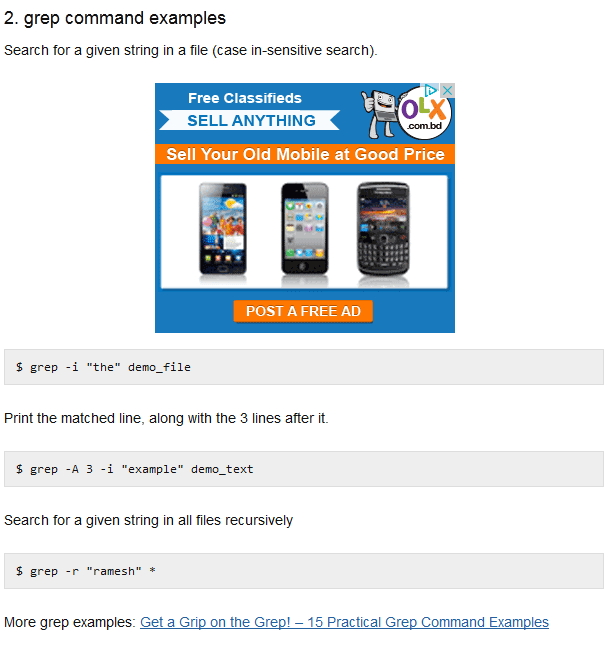 2. grep command examples
Search for a given string in a file (case in-sensitive search).
Free Classifieds
SELL ANYTHING
OLX
.com.bd
Sell Your Old Mobile at Good Price
POST A FREE AD
$ grep -i "the" demo_file
Print the matched line, along with the 3 lines after it.
$ grep -A 3 -i "example" demo_text
Search for a given string in all files recursively
$ grep -r "ramesh" *
More grep examples: Get a Grip on the Grep! – 15 Practical Grep Command Examples